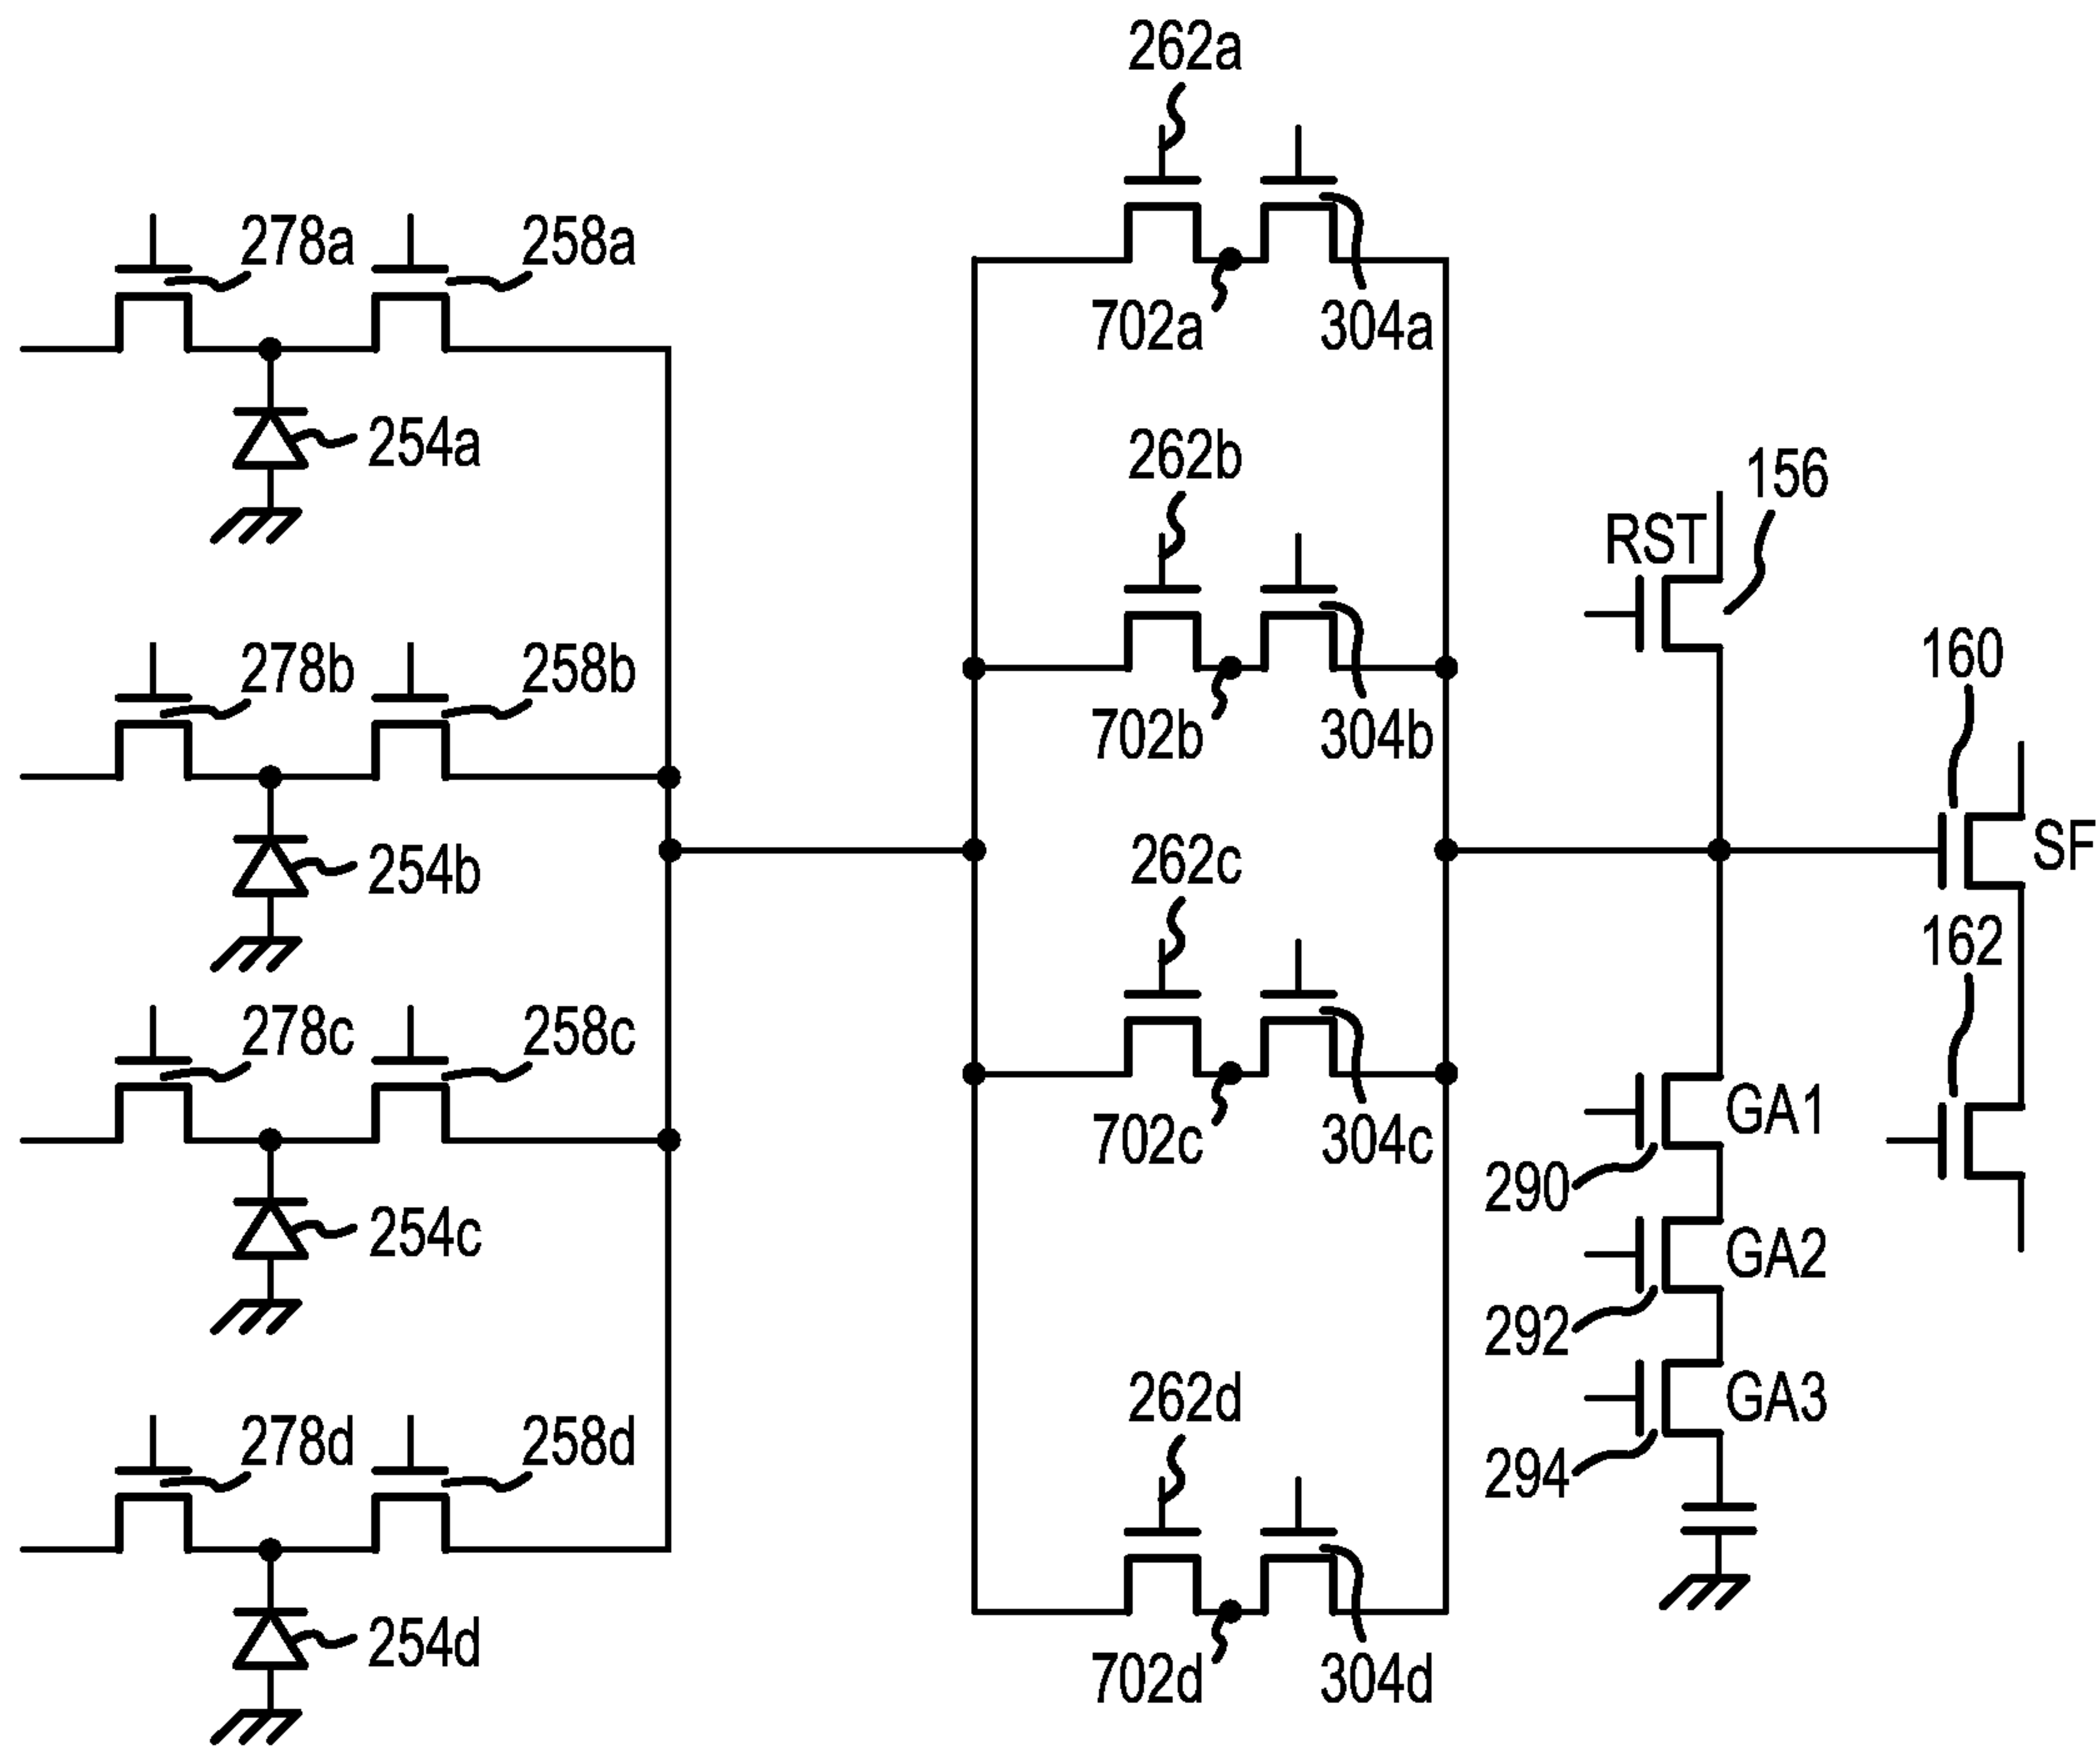 262a
278a
258a
702a
304a
254a
262b
156
RST
278b
258b
160
702b
304b
SF
254b
262c
162
278c
258c
GA1
702c
304c
290
254c
GA2
292
262d
GA3
278d
258d
294
254d
702d
304d